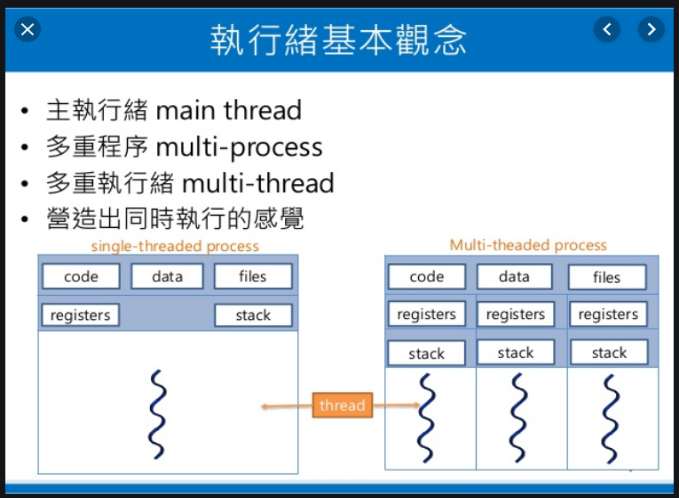 執行緒基本觀念
• 主執行緒 main thread
• 多重程序 multi-process
• 多重執行緒 multi-thread
• 營造出同時執行的感覺
single-threaded process
code data files
registers stack
thread
Multi-theaded process
code data files
registers registers registers
stack stack stack